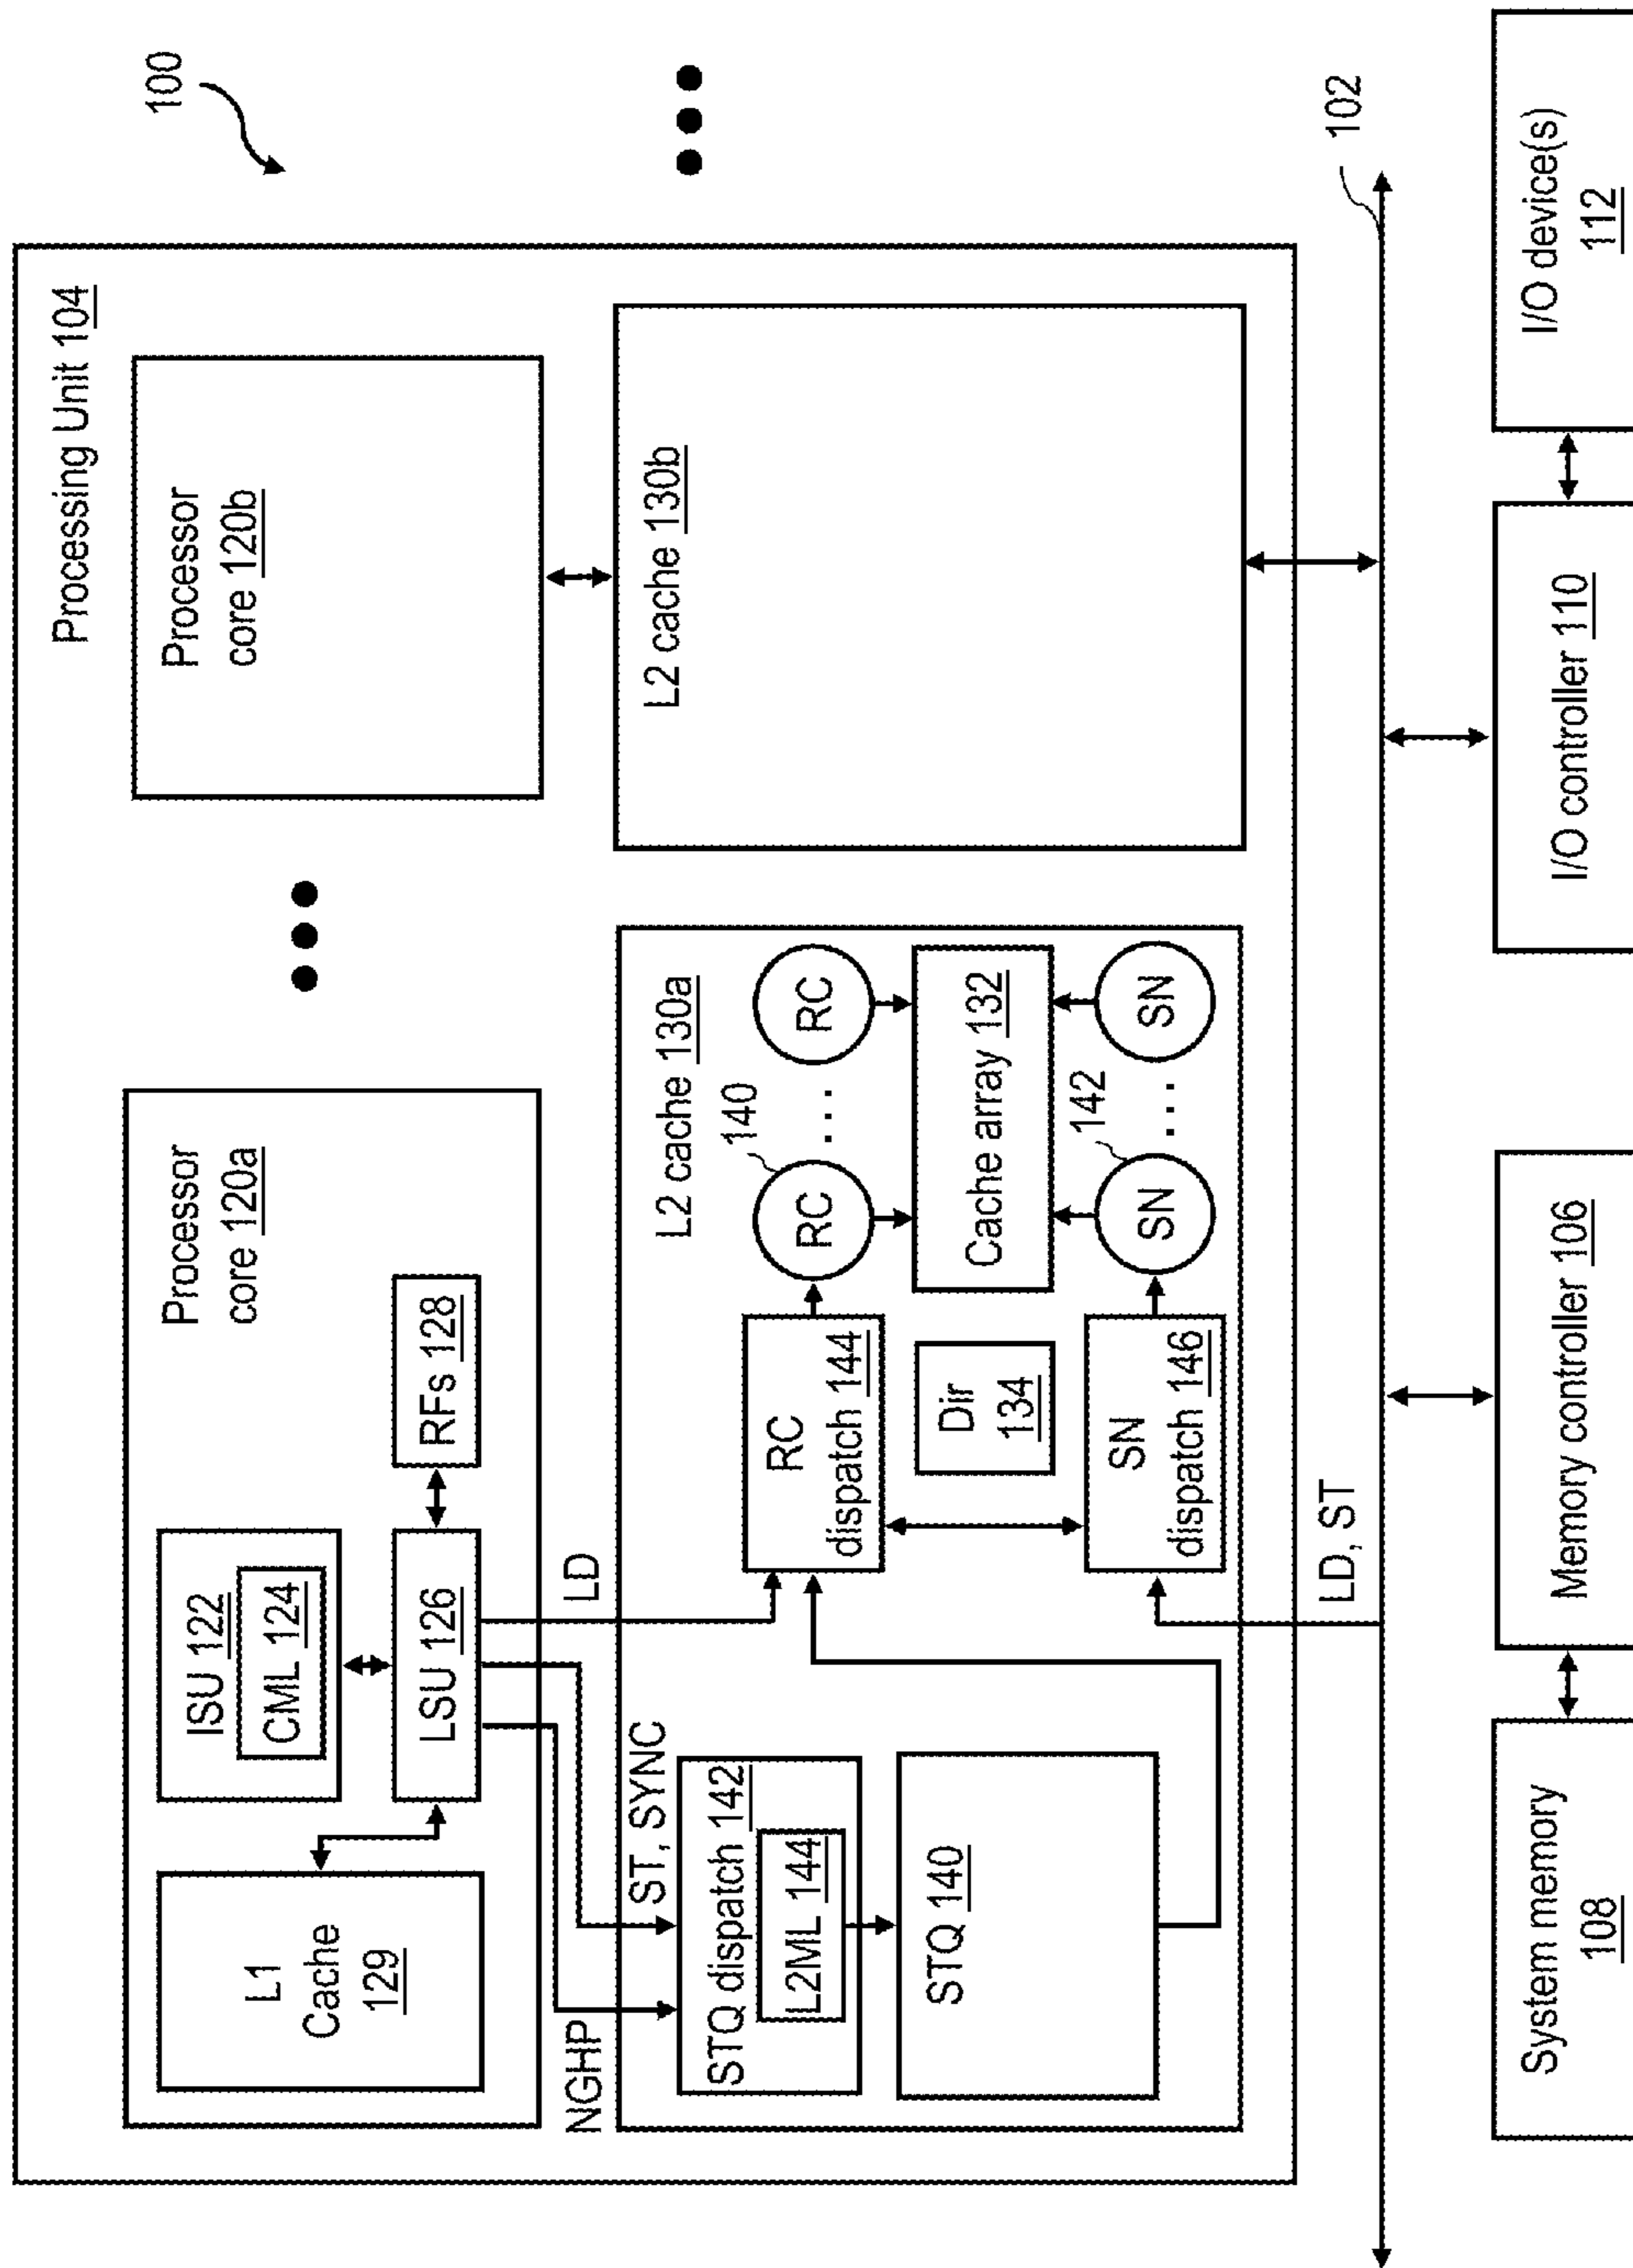 100
Processing Unit 104
Processor
core 120a
ISU 122
CML 124
L1
Cache
129
LSU 126
RFs 128
Processor
core 120b
NGHP
ST, SYNC
LD
L2 cache 130a
STQ dispatch 142
L2ML 144
STQ 140
RC
dispatch 144
140
RC
...
RC
Dir
134
Cache array 132
SN
dispatch 146
142
SN
...
SN
L2 cache 130b
LD, ST
102
System memory
108
Memory controller 106
I/O controller 110
I/O device(s)
112